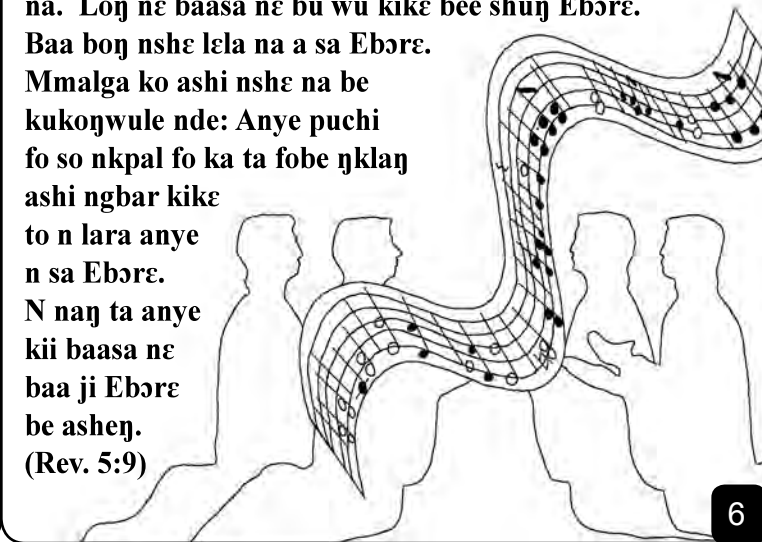 na. Loŋ nɛ baasa nɛ bu wu kikɛ bee shuŋ Ebɔrɛ.
Baa boŋ nshɛ lɛla na a sa Ebɔrɛ.
Mmalga ko ashi nshɛ na be
kukoŋwule nde: Anye puchi
fo so nkpal fo ka ta fobe ŋklaŋ
ashi ngbar kikɛ
to n lara anye
n sa Ebɔrɛ.
N naŋ ta anye
kii baasa nɛ
baa ji Ebɔrɛ
be asheŋ.
(Rev. 5:9)
6